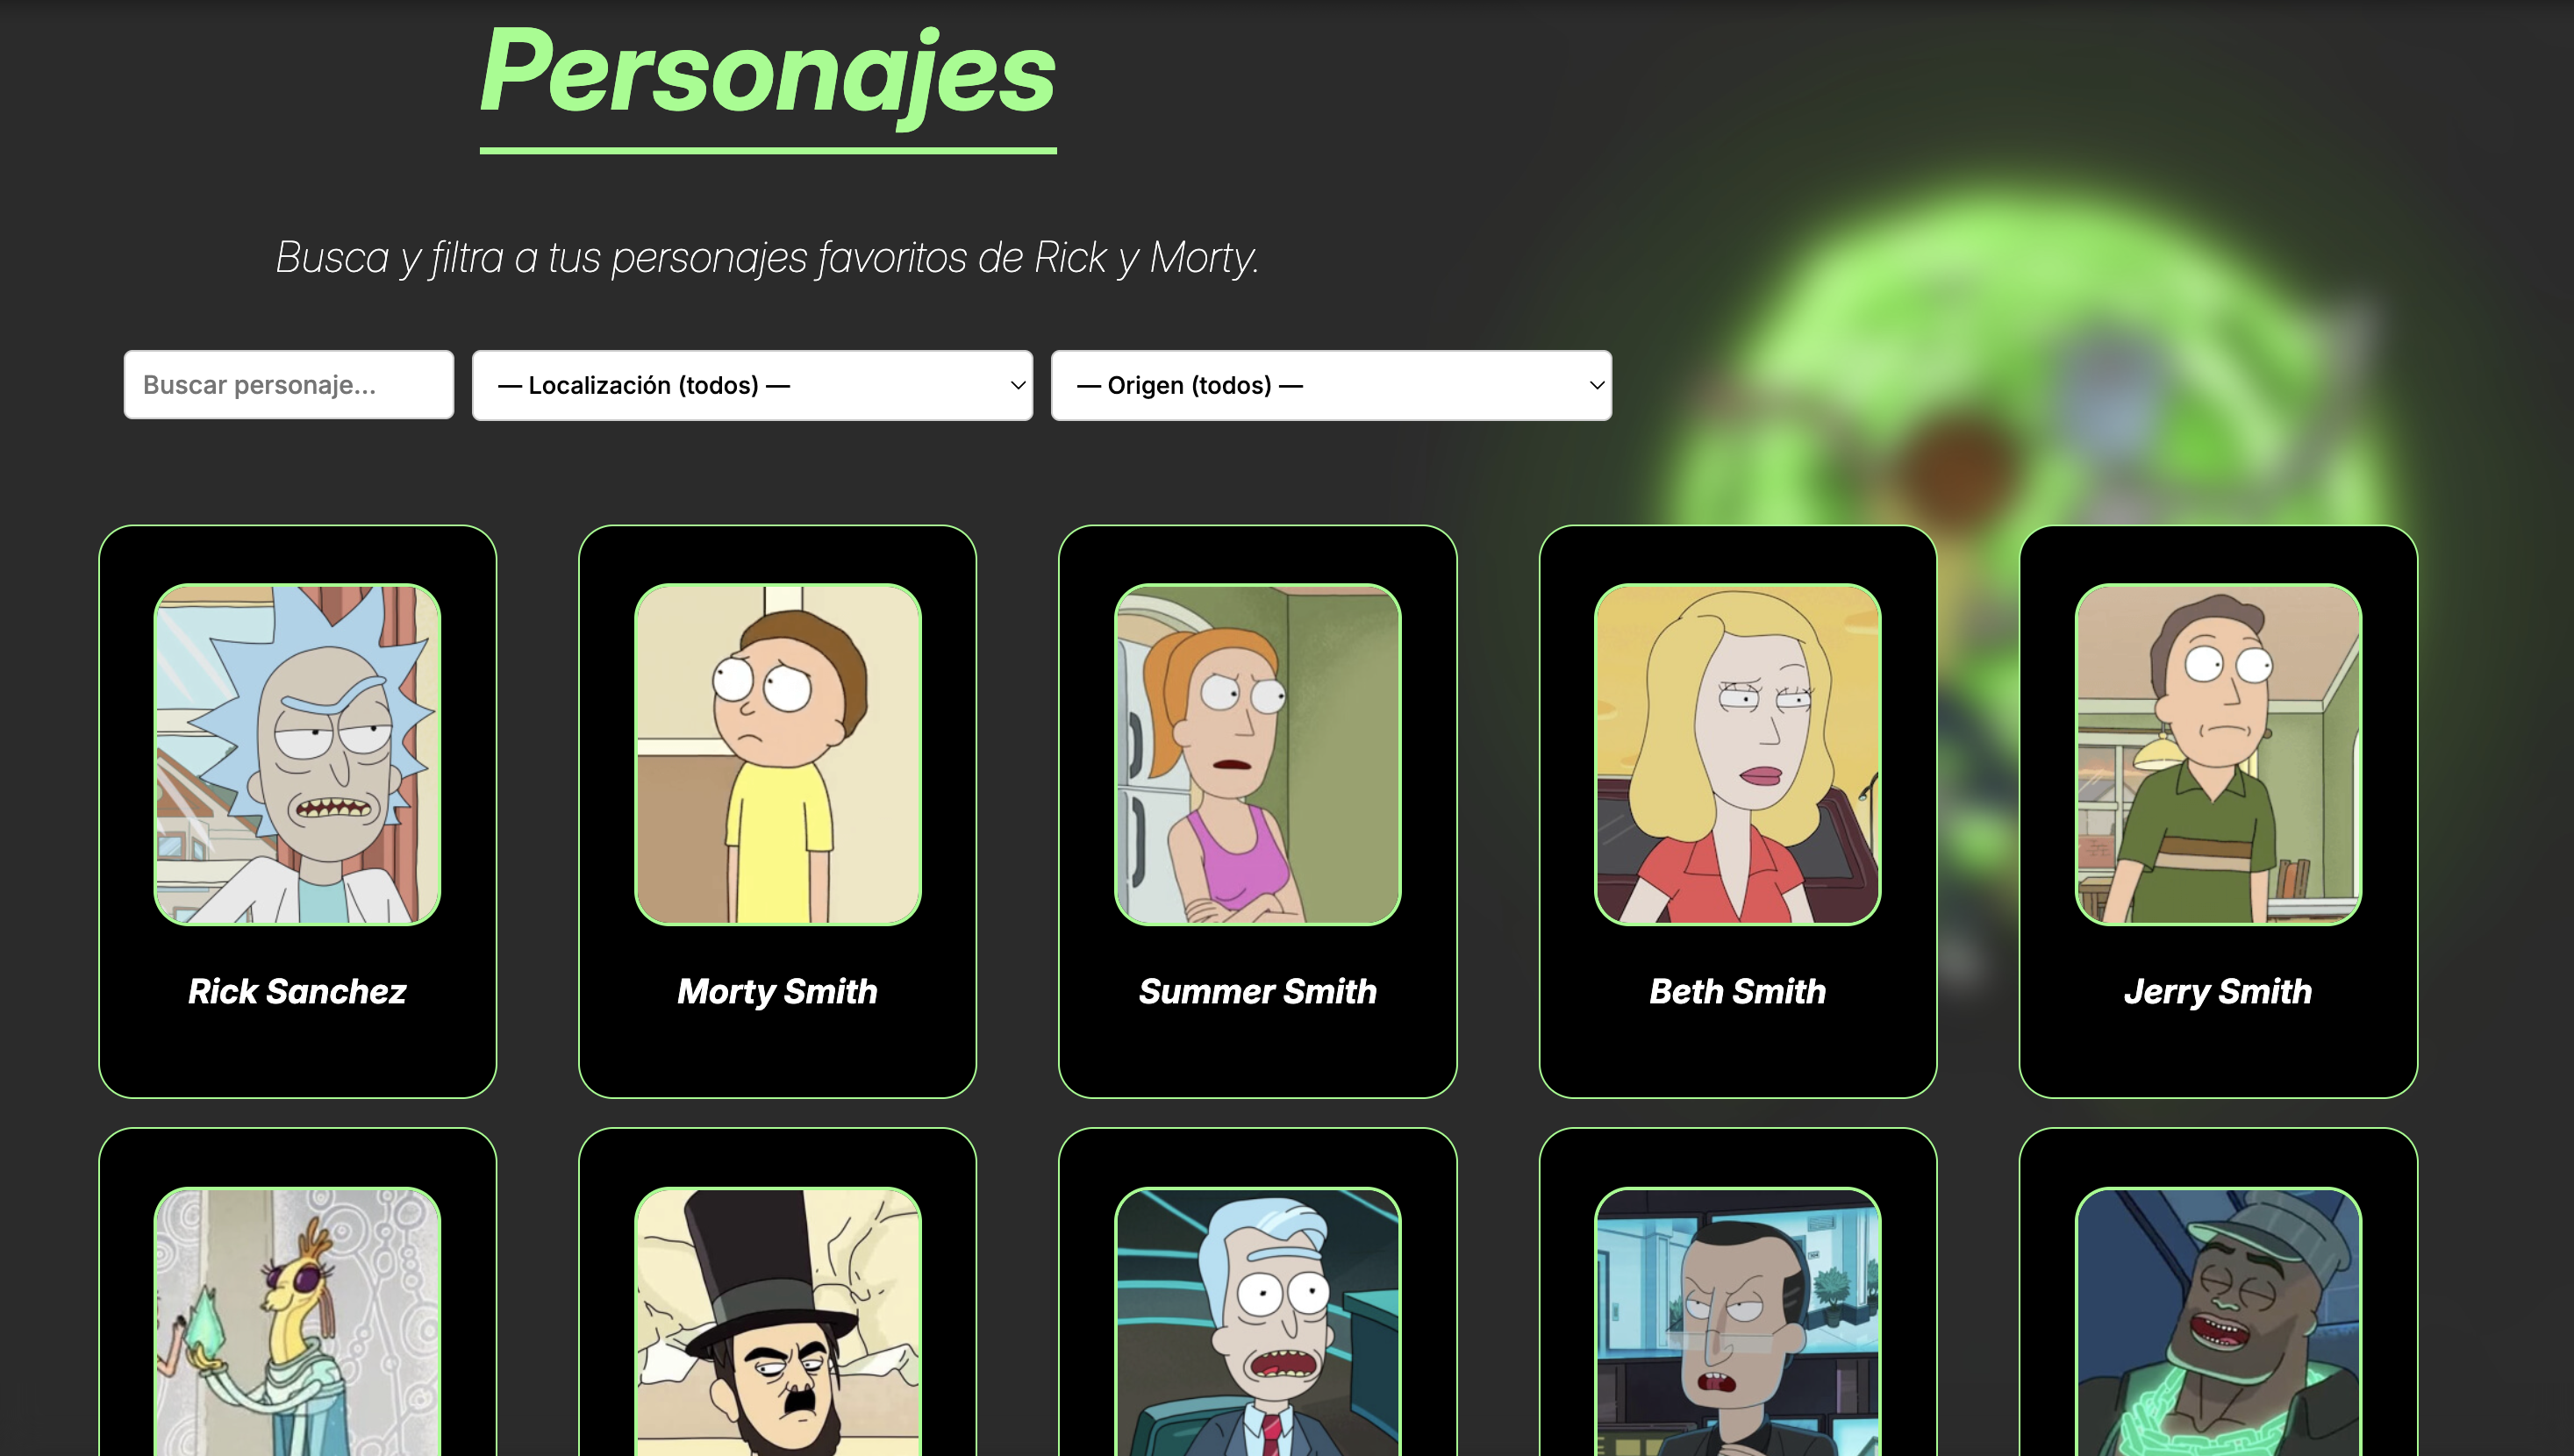 Personajes
Busca y filtra a tus personajes favoritos de Rick y Morty.
Buscar personaje...
— Localización (todos) —
— Origen (todos) —
Rick Sanchez
Morty Smith
Summer Smith
Beth Smith
Jerry Smith